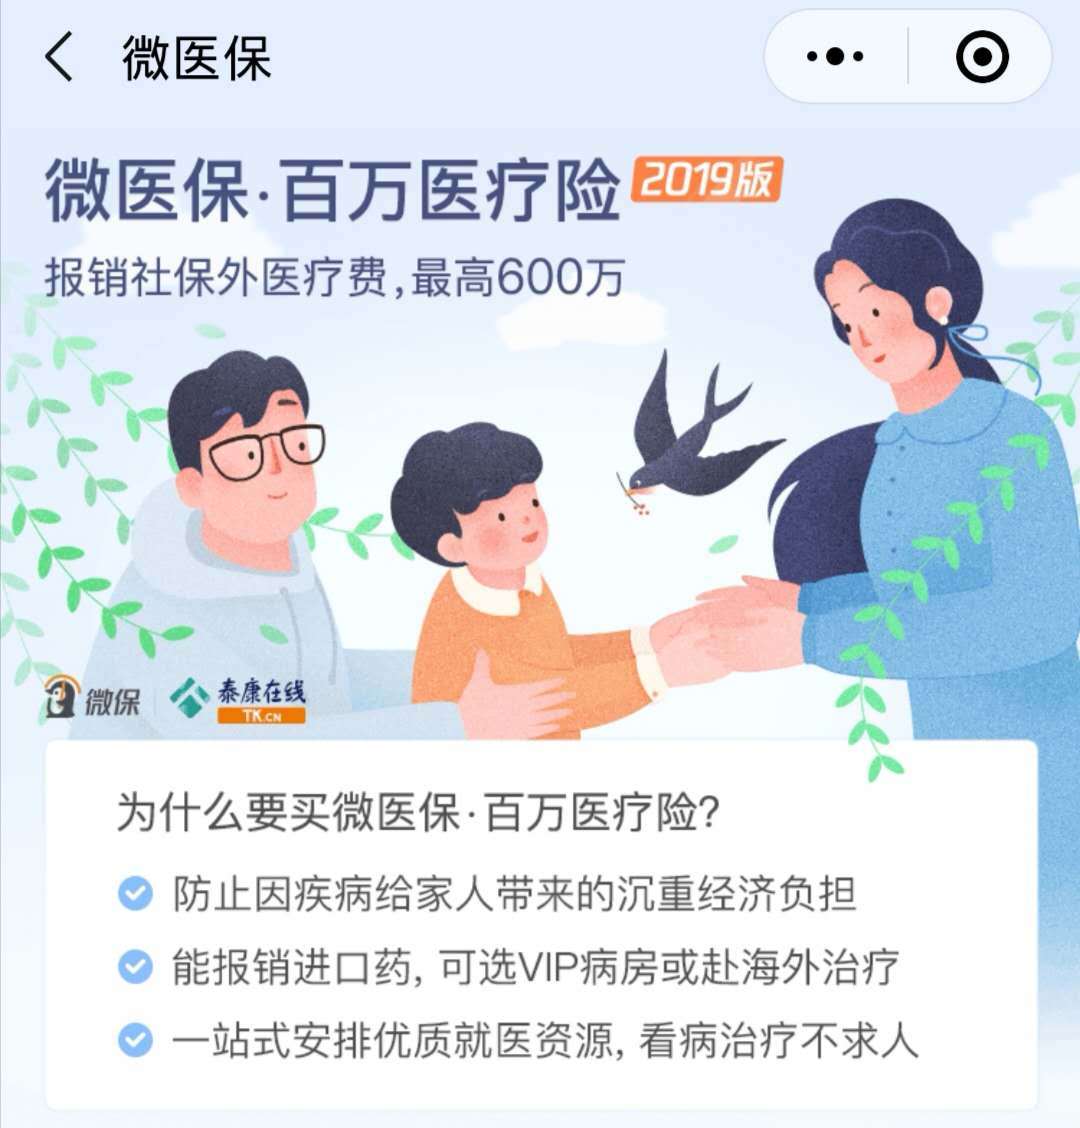 微医保
微医保·百万医疗险 2019版
报销社保外医疗费,最高600万
微保 泰康在线
TK.CN
为什么要买微医保·百万医疗险?
防止因疾病给家人带来的沉重经济负担
能报销进口药, 可选VIP病房或赴海外治疗
一站式安排优质就医资源, 看病治疗不求人